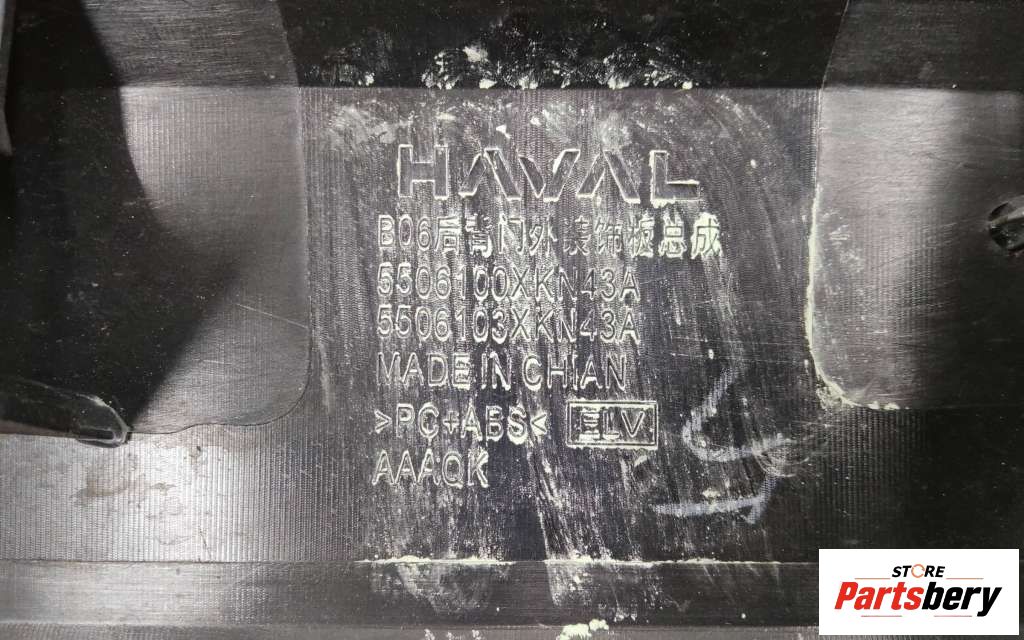 HAVAL
B06后背门外装饰板总成
5506100XKN43A
5506103XKN43A
MADE IN CHIAN
>PC+ABS< ELV
AAAQK
STORE
Partsbery